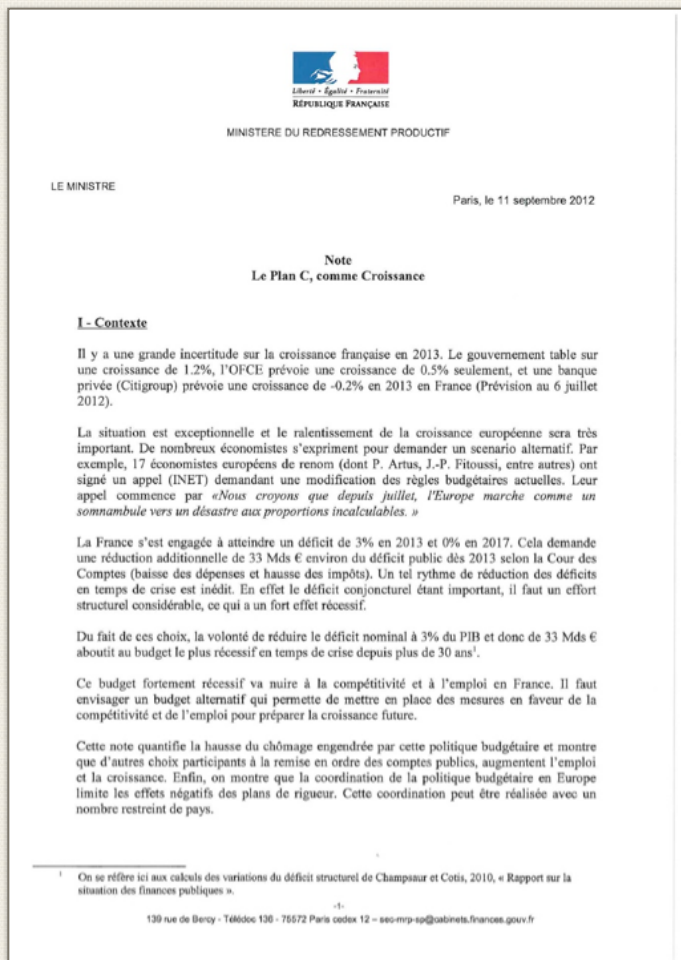 Liberté • Égalité • Fraternité
RÉPUBLIQUE FRANÇAISE
MINISTERE DU REDRESSEMENT PRODUCTIF
LE MINISTRE
Paris, le 11 septembre 2012
Note
Le Plan C, comme Croissance
I - Contexte
Il y a une grande incertitude sur la croissance française en 2013. Le gouvernement table sur
une croissance de 1.2%, l'OFCE prévoie une croissance de 0.5% seulement, et une banque
privée (Citigroup) prévoie une croissance de -0.2% en 2013 en France (Prévision au 6 juillet
2012).
La situation est exceptionnelle et le ralentissement de la croissance européenne sera très
important. De nombreux économistes s'expriment pour demander un scenario alternatif. Par
exemple, 17 économistes européens de renom (dont P. Artus, J.-P. Fitoussi, entre autres) ont
signé un appel (INET) demandant une modification des règles budgétaires actuelles. Leur
appel commence par «Nous croyons que depuis juillet, l'Europe marche comme un
somnambule vers un désastre aux proportions incalculables. »
La France s'est engagée à atteindre un déficit de 3% en 2013 et 0% en 2017. Cela demande
une réduction additionnelle de 33 Mds € environ du déficit public dès 2013 selon la Cour des
Comptes (baisse des dépenses et hausse des impôts). Un tel rythme de réduction des déficits
en temps de crise est inédit. En effet le déficit conjoncturel étant important, il faut un effort
structurel considérable, ce qui a un fort effet récessif.
Du fait de ces choix, la volonté de réduire le déficit nominal à 3% du PIB et donc de 33 Mds €
aboutit au budget le plus récessif en temps de crise depuis plus de 30 ans¹.
Ce budget fortement récessif va nuire à la compétitivité et à l'emploi en France. Il faut
envisager un budget alternatif qui permette de mettre en place des mesures en faveur de la
compétitivité et de l'emploi pour préparer la croissance future.
Cette note quantifie la hausse du chômage engendrée par cette politique budgétaire et montre
que d'autres choix participants à la remise en ordre des comptes publics, augmentent l'emploi
et la croissance. Enfin, on montre que la coordination de la politique budgétaire en Europe
limite les effets négatifs des plans de rigueur. Cette coordination peut être réalisée avec un
nombre restreint de pays.
¹ On se réfère ici aux calculs des variations du déficit structurel de Champsaur et Cotis, 2010, « Rapport sur la
situation des finances publiques ».
-1-
139 rue de Bercy - Télédoc 136 - 75572 Paris cedex 12 – sec-mrp-sp@cabinets.finances.gouv.fr